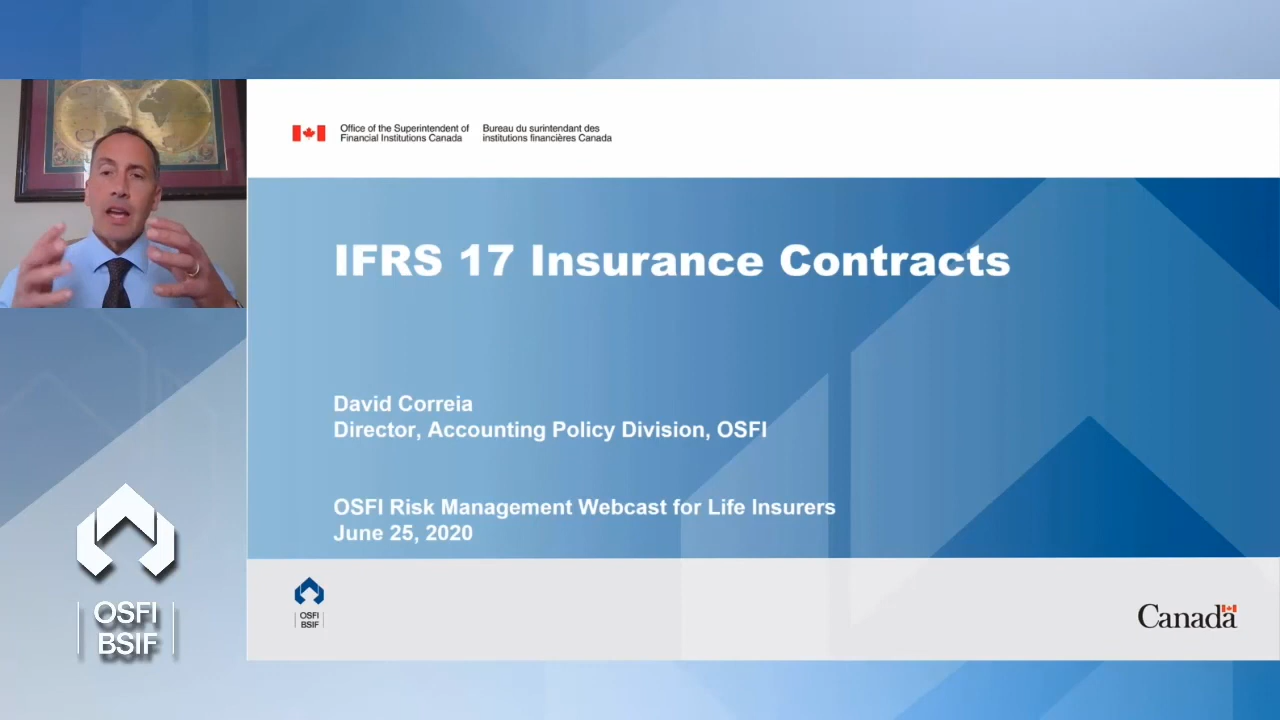 Office of the Superintendent of
Financial Institutions Canada
Bureau du surintendant des
institutions financières Canada
IFRS 17 Insurance Contracts
David Correia
Director, Accounting Policy Division, OSFI
OSFI Risk Management Webcast for Life Insurers
June 25, 2020
OSFI
BSIF
OSFI
BSIF
Canada